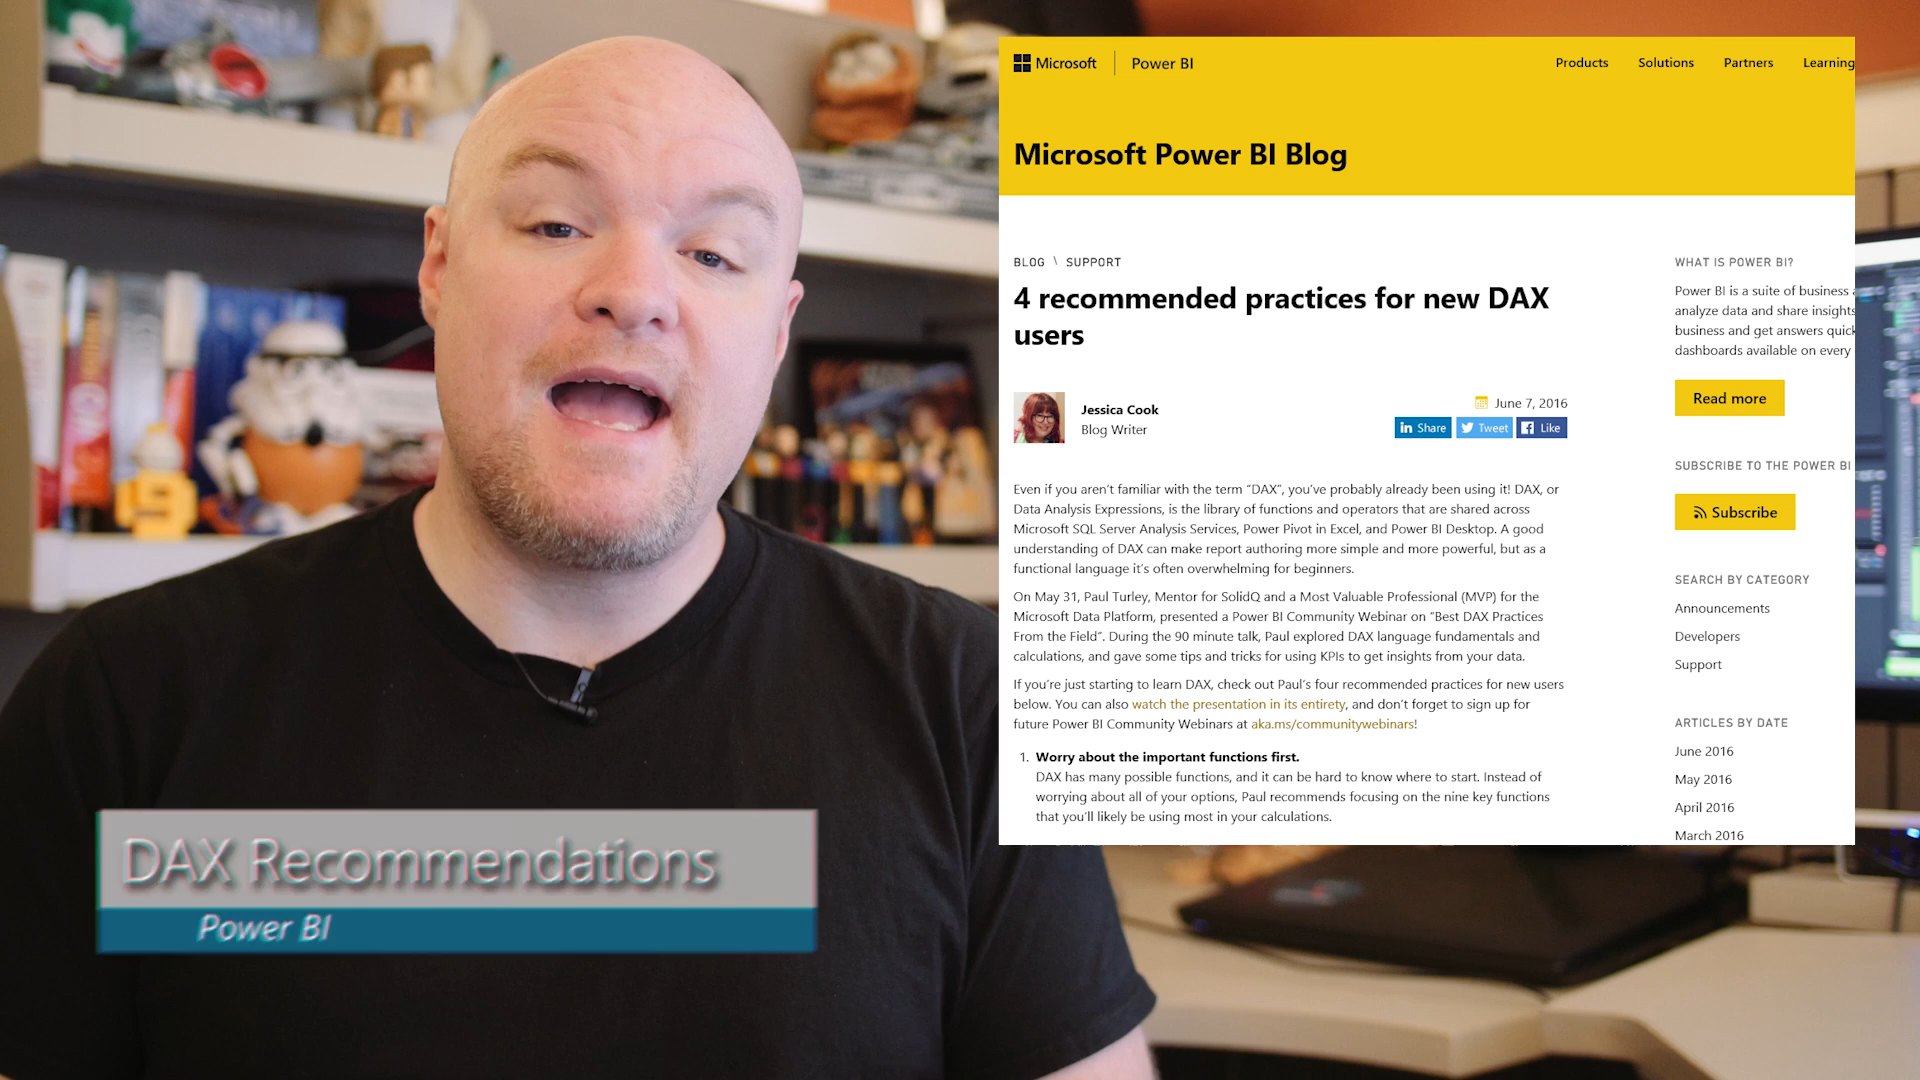 Microsoft Power BI Products Solutions Partners Learning
Microsoft Power BI Blog
BLOG \ SUPPORT
4 recommended practices for new DAX
users
Jessica Cook
Blog Writer
June 7, 2016
Share Tweet Like
Even if you aren’t familiar with the term “DAX”, you’ve probably already been using it! DAX, or
Data Analysis Expressions, is the library of functions and operators that are shared across
Microsoft SQL Server Analysis Services, Power Pivot in Excel, and Power BI Desktop. A good
understanding of DAX can make report authoring more simple and more powerful, but as a
functional language it’s often overwhelming for beginners.
On May 31, Paul Turley, Mentor for SolidQ and a Most Valuable Professional (MVP) for the
Microsoft Data Platform, presented a Power BI Community Webinar on “Best DAX Practices
From the Field”. During the 90 minute talk, Paul explored DAX language fundamentals and
calculations, and gave some tips and tricks for using KPIs to get insights from your data.
If you’re just starting to learn DAX, check out Paul’s four recommended practices for new users
below. You can also watch the presentation in its entirety, and don’t forget to sign up for
future Power BI Community Webinars at aka.ms/communitywebinars!
1. Worry about the important functions first.
DAX has many possible functions, and it can be hard to know where to start. Instead of
worrying about all of your options, Paul recommends focusing on the nine key functions
that you’ll likely be using most in your calculations.
WHAT IS POWER BI?
Power BI is a suite of business
analyze data and share insights
business and get answers quick
dashboards available on every
Read more
SUBSCRIBE TO THE POWER BI
Subscribe
SEARCH BY CATEGORY
Announcements
Developers
Support
ARTICLES BY DATE
June 2016
May 2016
April 2016
March 2016
DAX Recommendations
Power BI